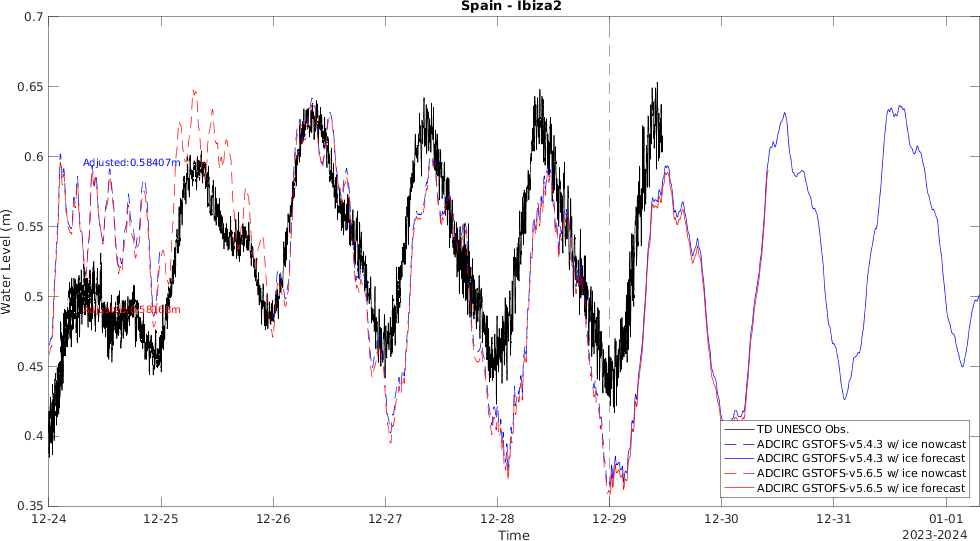 Spain - Ibiza2
0.7
0.65
0.6
0.55
0.5
0.45
0.4
0.35
Water Level (m)
Adjusted:0.58407m
12-24
12-25
12-26
12-27
12-28
12-29
12-30
12-31
01-01
Time
2023-2024
TD UNESCO Obs.
ADCIRC GSTOFS-v5.4.3 w/ ice nowcast
ADCIRC GSTOFS-v5.4.3 w/ ice forecast
ADCIRC GSTOFS-v5.6.5 w/ ice nowcast
ADCIRC GSTOFS-v5.6.5 w/ ice forecast